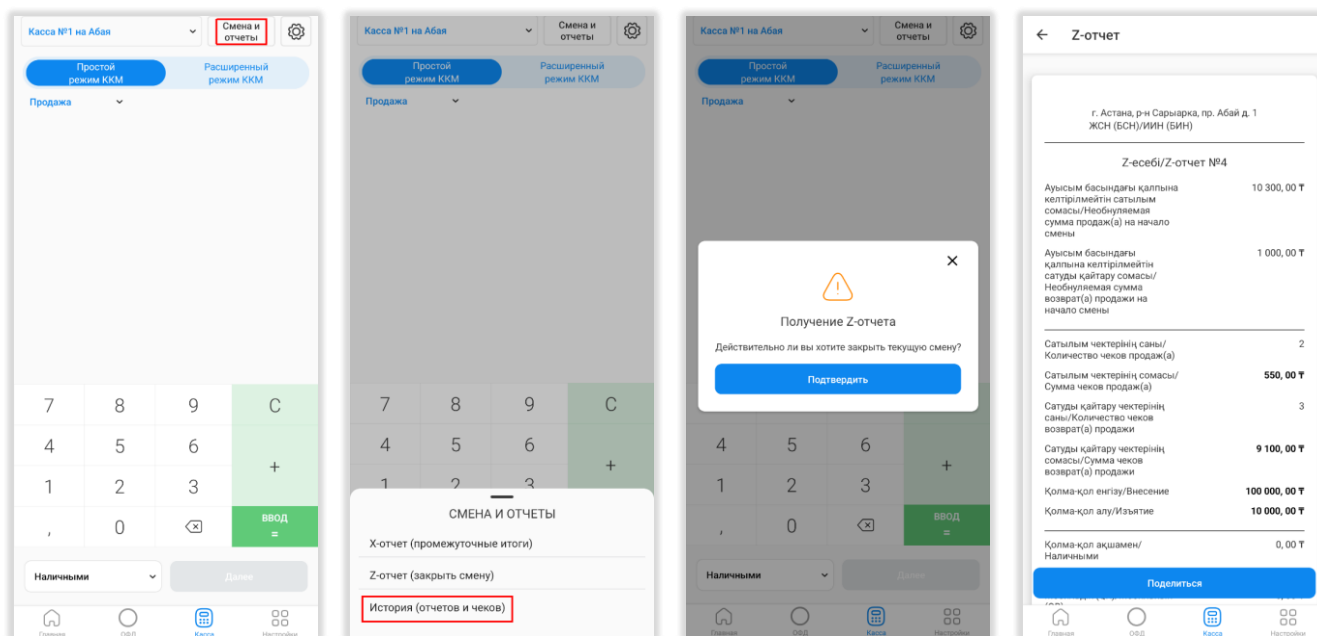 Касса №1 на Абая
Смена и
отчеты
Простой
режим ККМ
Расширенный
режим ККМ
Продажа
7 8 9 C
4 5 6
+
1 2 3
, 0
ВВОД
=
Наличными
Далее
Главная ОФД Касса Настройки
Касса №1 на Абая
Смена и
отчеты
Простой
режим ККМ
Расширенный
режим ККМ
Продажа
7 8 9 C
4 5 6
+
1 2 3
СМЕНА И ОТЧЕТЫ
X-отчет (промежуточные итоги)
Z-отчет (закрыть смену)
История (отчетов и чеков)
Касса №1 на Абая
Смена и
отчеты
Простой
режим ККМ
Расширенный
режим ККМ
Продажа
Получение Z-отчета
Действительно ли вы хотите закрыть текущую смену?
Подтвердить
4 5 6
+
1 2 3
, 0
ВВОД
=
Наличными
Далее
Главная ОФД Касса Настройки
Z-отчет
г. Астана, р-н Сарыарка, пр. Абай д. 1
ЖСН (БСН)/ИИН (БИН)
Z-есебі/Z-отчет №4
Ауысым басындағы қалпына 10 300, 00 ₸
келтірілмейтін сатылым
сомасы/Необнуляемая
сумма продаж(а) на начало
смены
Ауысым басындағы 1 000, 00 ₸
қалпына келтірілмейтін
сатуды қайтару сомасы/
Необнуляемая сумма
возврат(а) продажи на
начало смены
Сатылым чектерінің саны/ 2
Количество чеков продаж(а)
Сатылым чектерінің сомасы/ 550, 00 ₸
Сумма чеков продаж(а)
Сатуды қайтару чектерінің 3
саны/Количество чеков
возврат(а) продажи
Сатуды қайтару чектерінің 9 100, 00 ₸
сомасы/Сумма чеков
возврат(а) продажи
Қолма-қол енгізу/Внесение 100 000, 00 ₸
Қолма-қол алу/Изъятие 10 000, 00 ₸
Қолма-қол ақшамен/ 0, 00 ₸
Наличными
Поделиться
Главная ОФД Касса Настройки